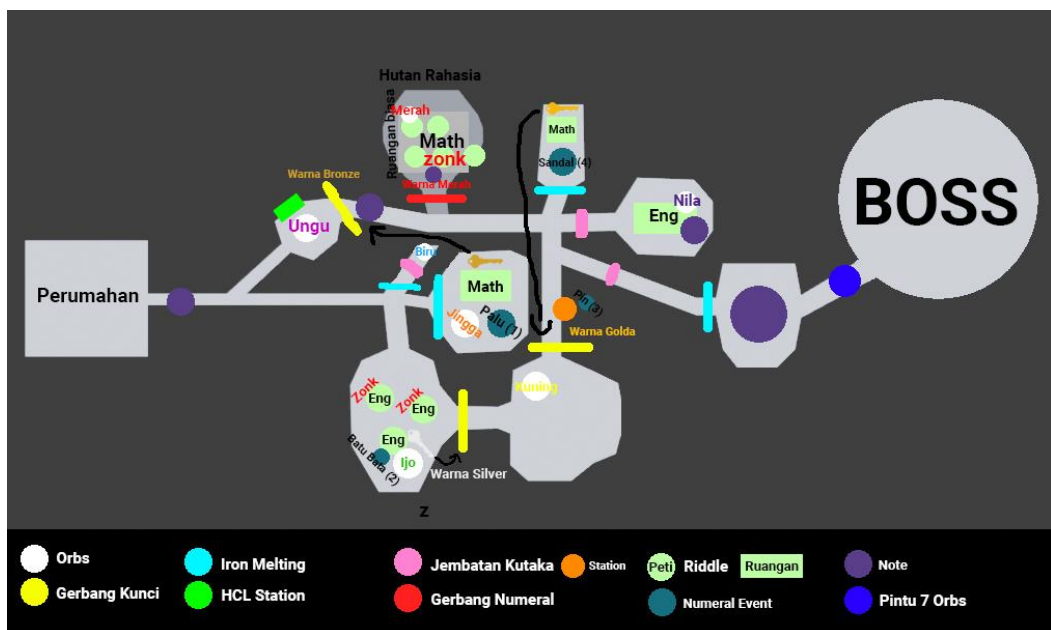 Hutan Rahasia
Ruangan biasa
Merah
Math
zonk
Warna Merah
Math
Sandal (4)
Warna Bronze
Ungu
Nila
Eng
BOSS
Biru
Math
Jingga
Palu (1)
Pin (3)
Perumahan
Warna Golda
Kuning
Zonk
Eng
Zonk
Eng
Eng
Batu Bata (2)
Ijo
Warna Silver
z
Orbs
Iron Melting
Jembatan Kutaka
Station
Peti
Riddle
Ruangan
Note
Gerbang Kunci
HCL Station
Gerbang Numeral
Numeral Event
Pintu 7 Orbs